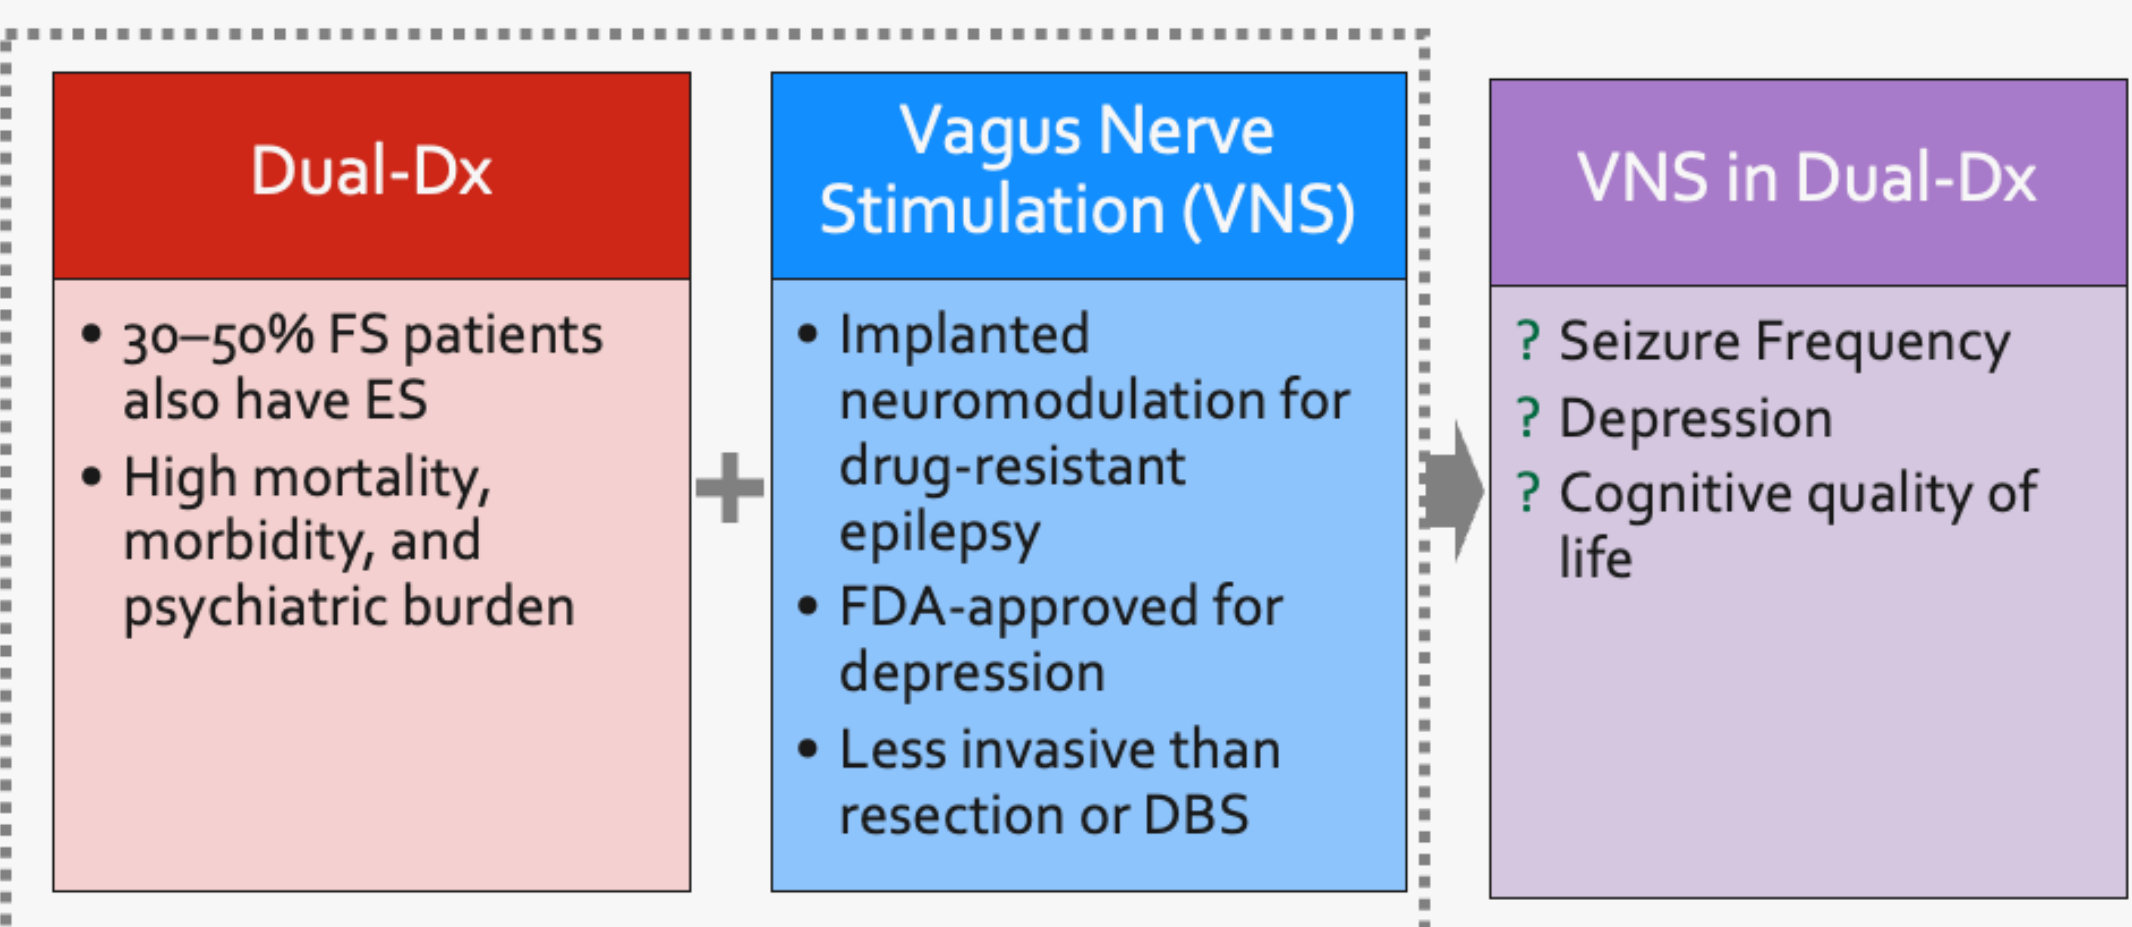 Dual-Dx
• 30–50% FS patients
also have ES
• High mortality,
morbidity, and
psychiatric burden
+
Vagus Nerve
Stimulation (VNS)
• Implanted
neuromodulation for
drug-resistant
epilepsy
• FDA-approved for
depression
• Less invasive than
resection or DBS
VNS in Dual-Dx
? Seizure Frequency
? Depression
? Cognitive quality of
life